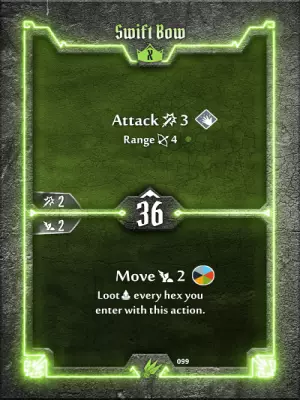 Swift Bow
X
Attack 3
Range 4
2
36
2
Move 2
Loot every hex you
enter with this action.
099